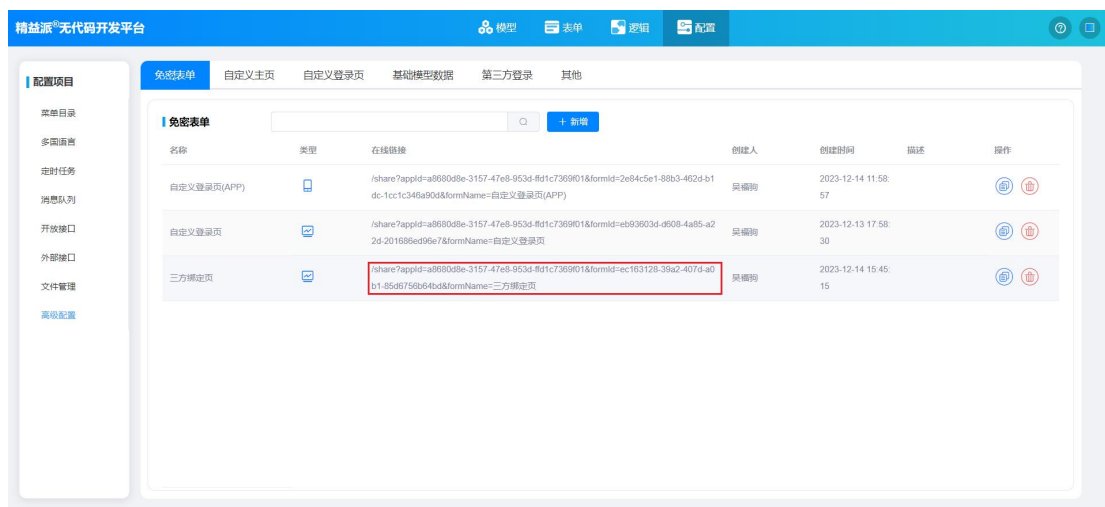 精益派®无代码开发平台
模型
表单
逻辑
配置
配置项目
菜单目录
多国语言
定时任务
消息队列
开放接口
外部接口
文件管理
高级配置
免密表单
自定义主页
自定义登录页
基础模型数据
第三方登录
其他
免密表单
+ 新增
名称 类型 在线链接 创建人 创建时间 描述 操作
自定义登录页(APP)
/share?appId=a8680d8e-3157-47e8-953d-ffd1c7369f01&formId=2e84c5e1-88b3-462d-b1
dc-1cc1c346a90d&formName=自定义登录页(APP)
吴福驹
2023-12-14 11:58:
57
自定义登录页
/share?appId=a8680d8e-3157-47e8-953d-ffd1c7369f01&formId=eb93603d-d608-4a85-a2
2d-201686ed96e7&formName=自定义登录页
吴福驹
2023-12-13 17:58:
30
三方绑定页
/share?appId=a8680d8e-3157-47e8-953d-ffd1c7369f01&formId=ec163128-39a2-407d-a0
b1-85d6756b64bd&formName=三方绑定页
吴福驹
2023-12-14 15:45:
15